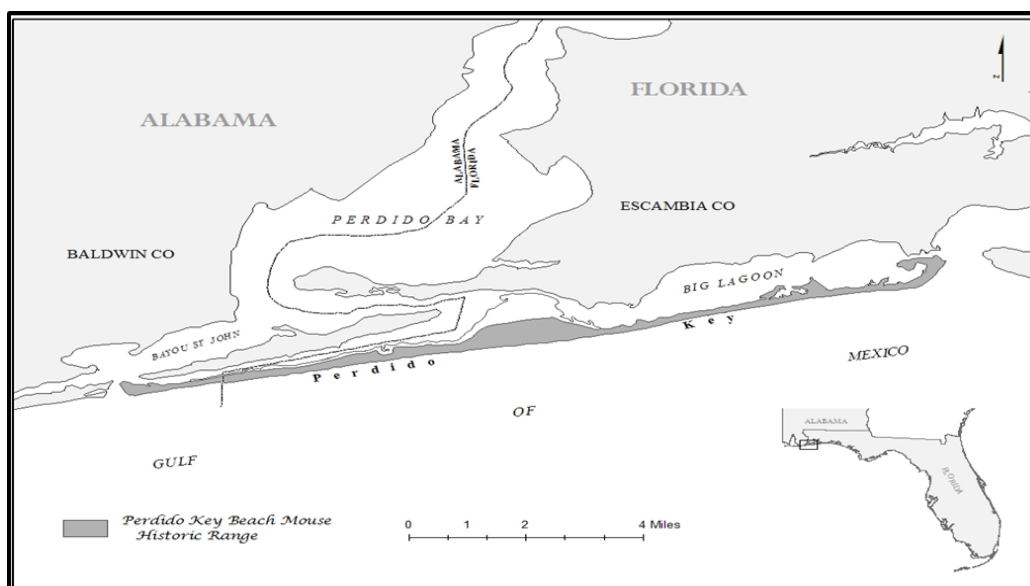 ALABAMA
FLORIDA
ALABAMA
FLORIDA
PERDIDO BAY
ESCAMBIA CO
BALDWIN CO
BIG LAGOON
BAYOU ST JOHN
Perdido Key
GULF OF MEXICO
ALABAMA
FLORIDA
Perdido Key Beach Mouse
Historic Range
0 1 2 4 Miles